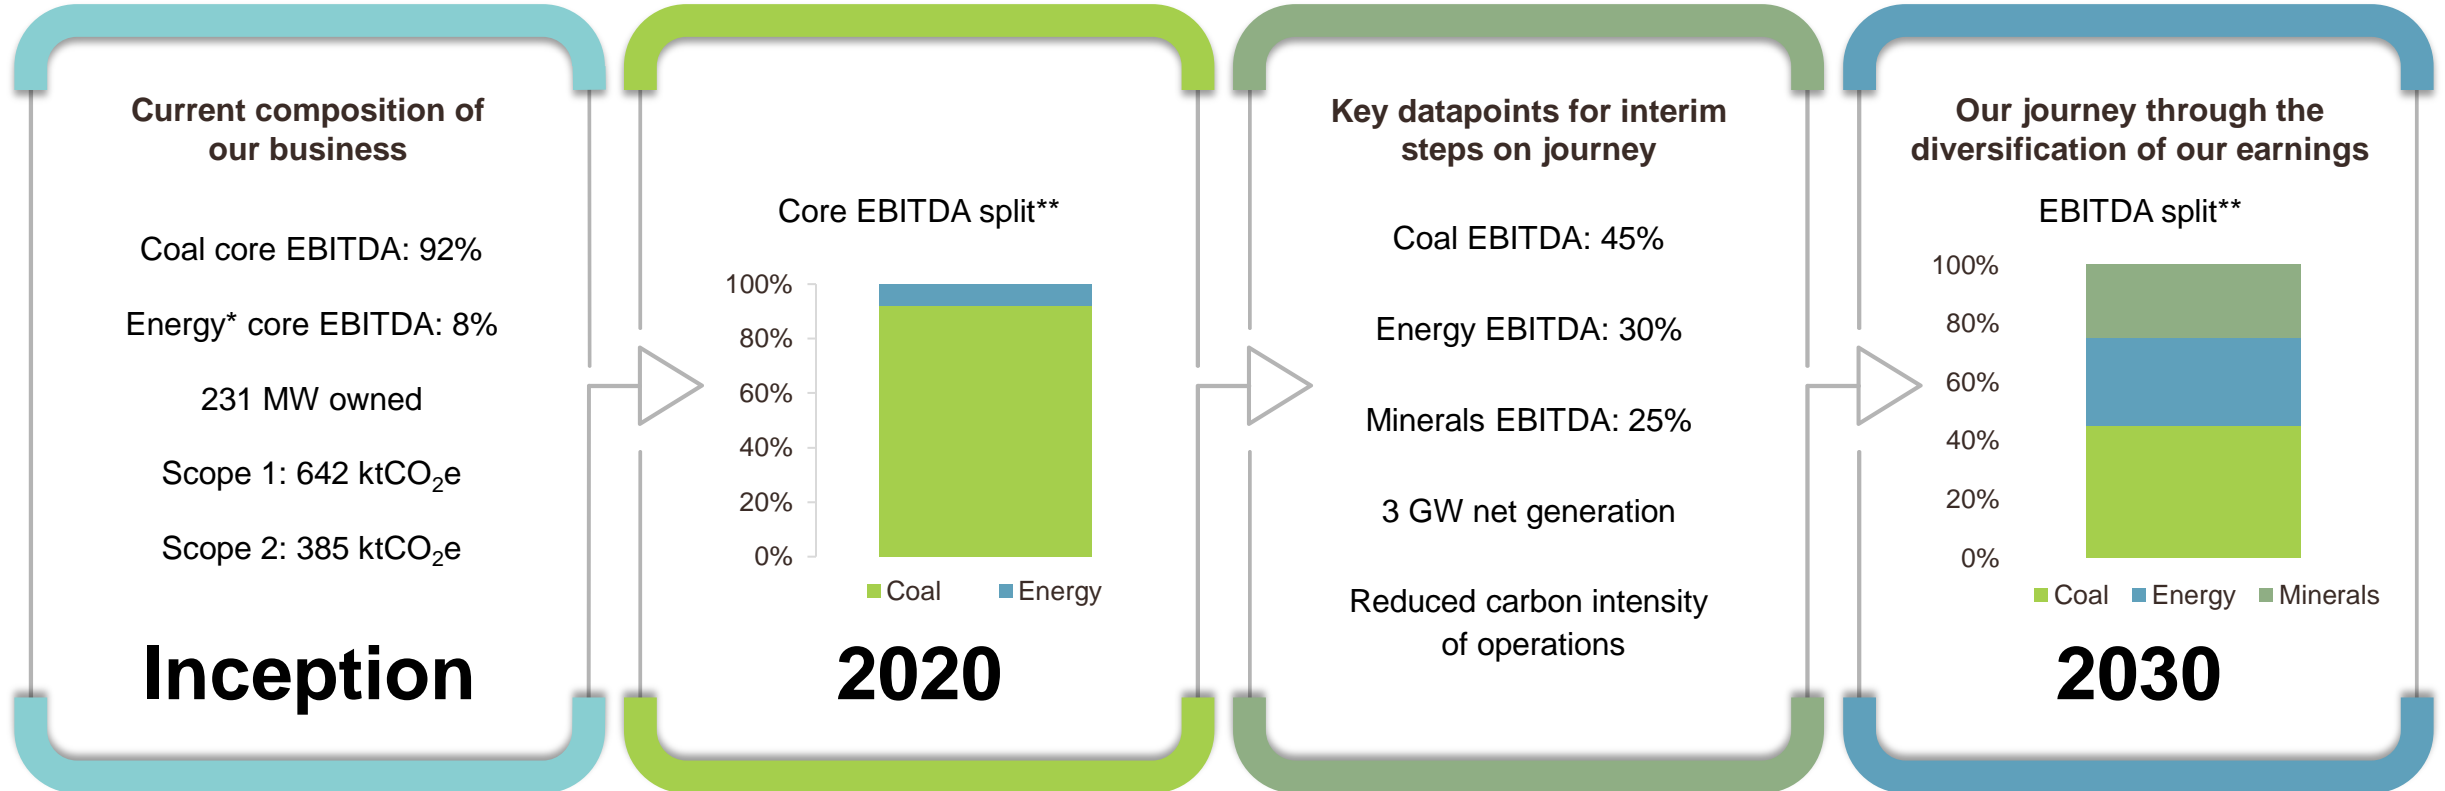 Current composition of
our business
Coal core EBITDA: 92%
Energy* core EBITDA: 8%
231 MW owned
Scope 1: 642 ktCO₂e
Scope 2: 385 ktCO₂e
Inception
Core EBITDA split**
100%
80%
60%
40%
20%
0%
Coal Energy
2020
Key datapoints for interim
steps on journey
Coal EBITDA: 45%
Energy EBITDA: 30%
Minerals EBITDA: 25%
3 GW net generation
Reduced carbon intensity
of operations
Our journey through the
diversification of our earnings
EBITDA split**
100%
80%
60%
40%
20%
0%
Coal Energy Minerals
2030